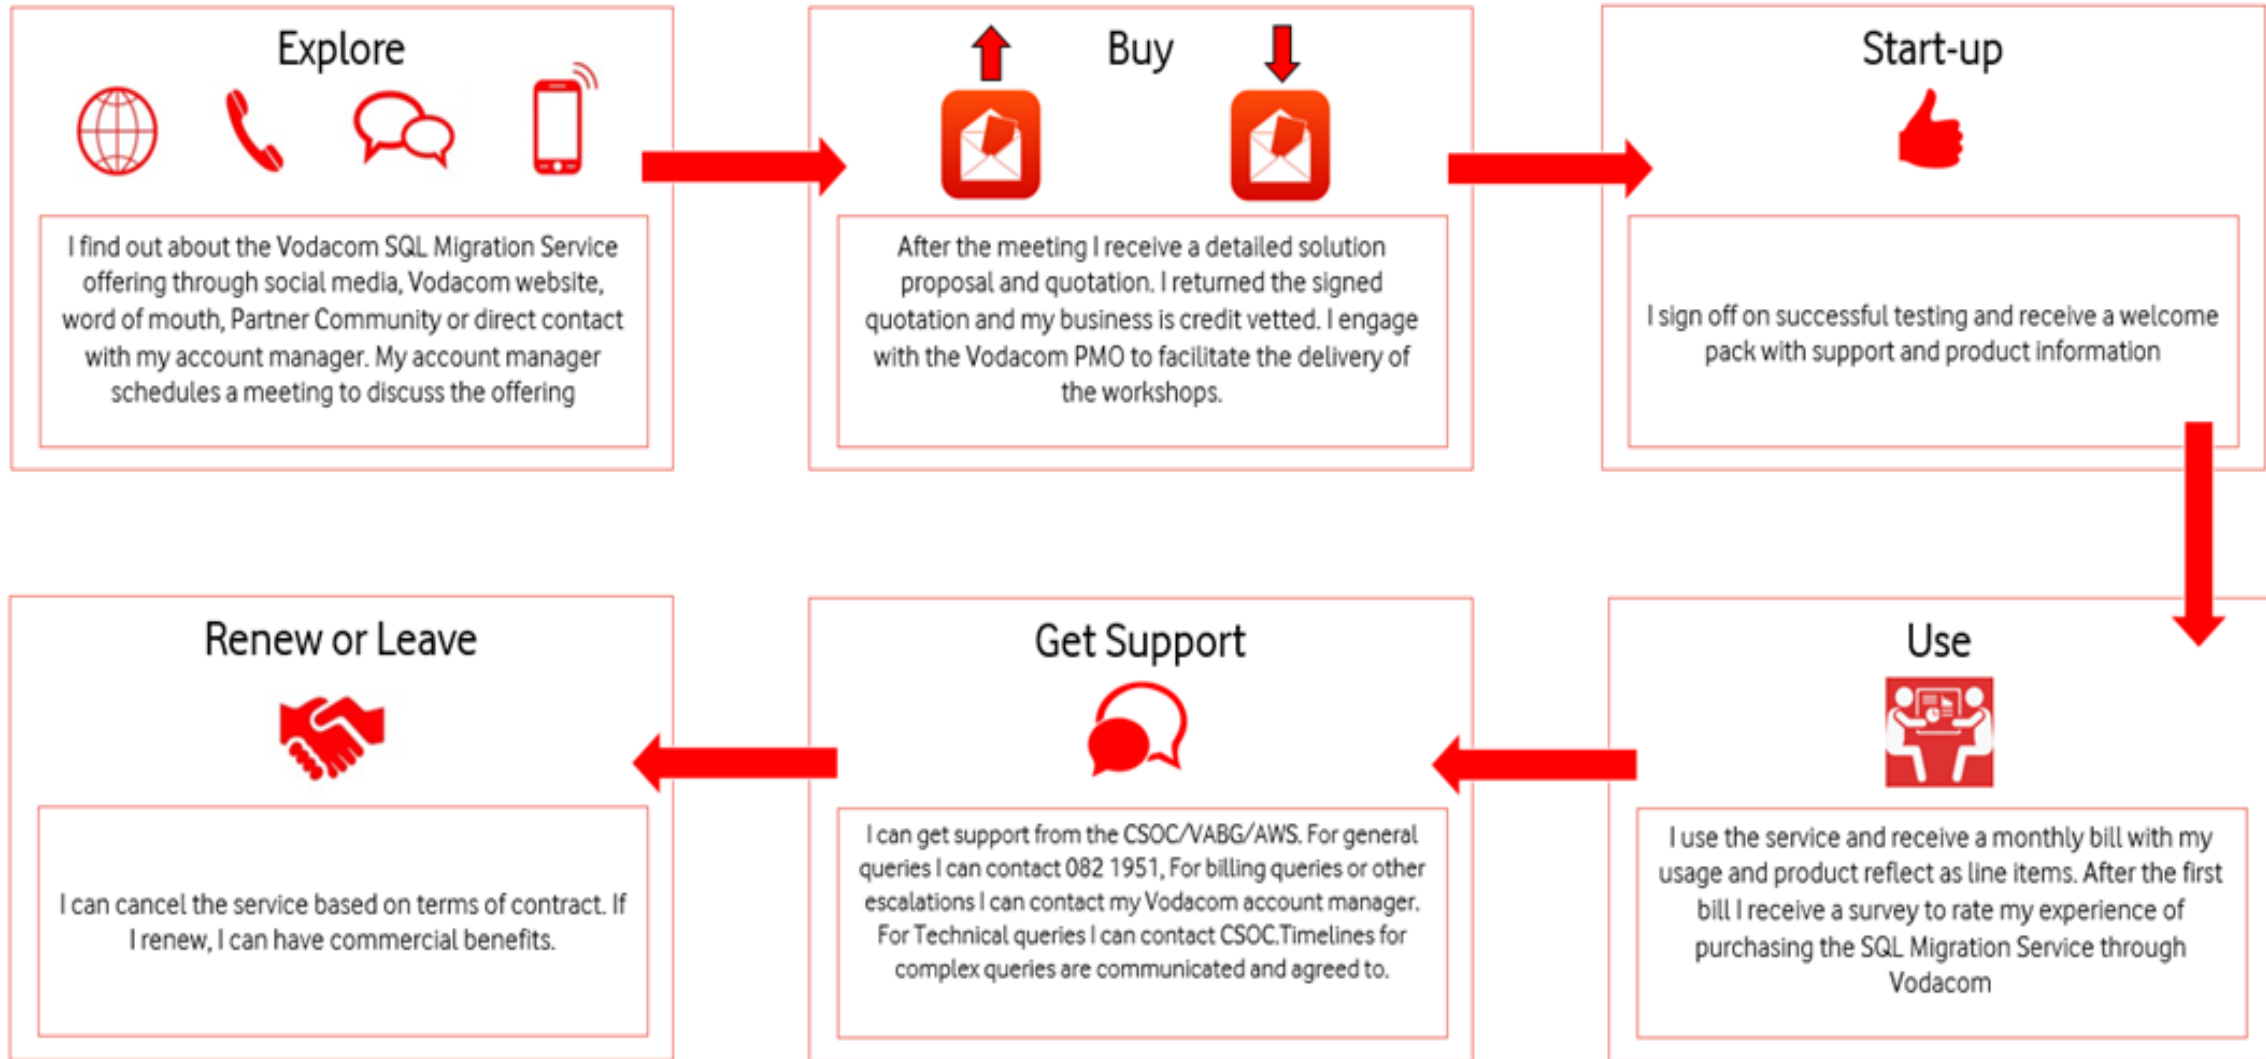 Explore
I find out about the Vodacom SQL Migration Service
offering through social media, Vodacom website,
word of mouth, Partner Community or direct contact
with my account manager. My account manager
schedules a meeting to discuss the offering
Buy
After the meeting I receive a detailed solution
proposal and quotation. I returned the signed
quotation and my business is credit vetted. I engage
with the Vodacom PMO to facilitate the delivery of
the workshops.
Start-up
I sign off on successful testing and receive a welcome
pack with support and product information
Use
I use the service and receive a monthly bill with my
usage and product reflect as line items. After the first
bill I receive a survey to rate my experience of
purchasing the SQL Migration Service through
Vodacom
Get Support
I can get support from the CSOC/VABG/AWS. For general
queries I can contact 082 1951, For billing queries or other
escalations I can contact my Vodacom account manager.
For Technical queries I can contact CSOC.Timelines for
complex queries are communicated and agreed to.
Renew or Leave
I can cancel the service based on terms of contract. If
I renew, I can have commercial benefits.